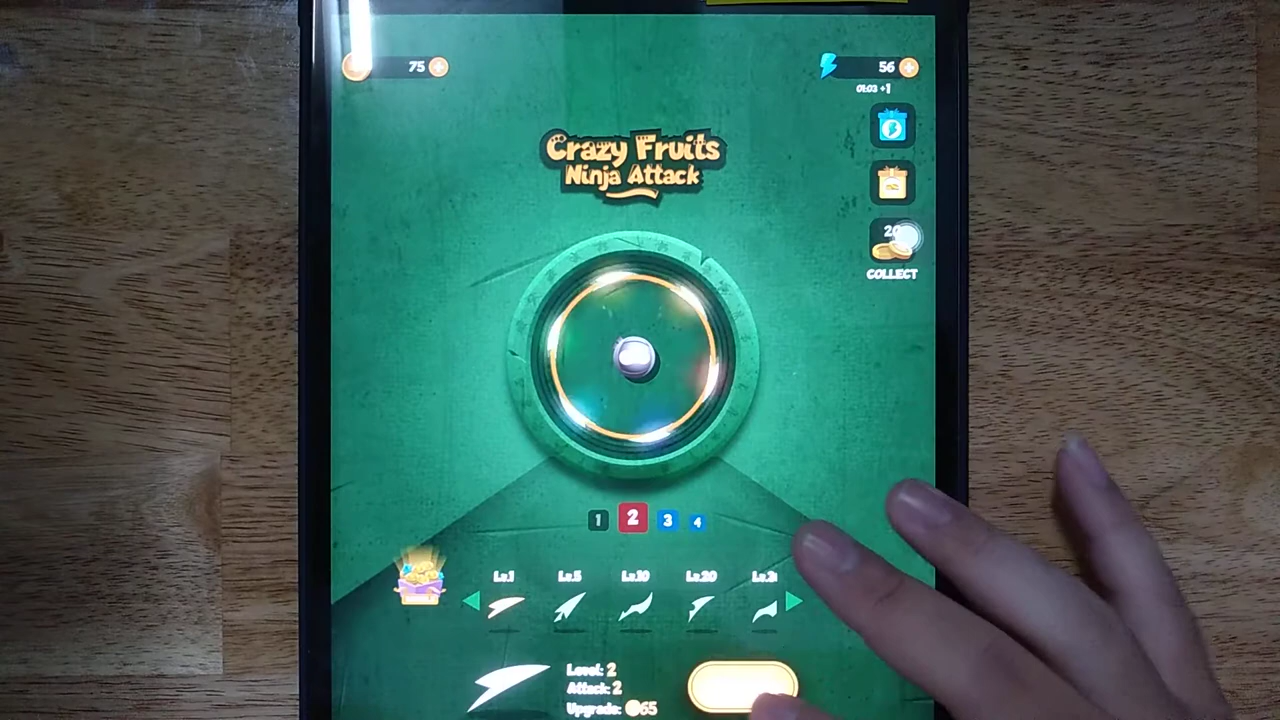 75
56
01:03 +1
Crazy Fruits
Ninja Attack
COLLECT
1 2 3 4
Lv.1 Lv.5 Lv.10 Lv.20
Level: 2
Attack: 2
Upgrade: 65